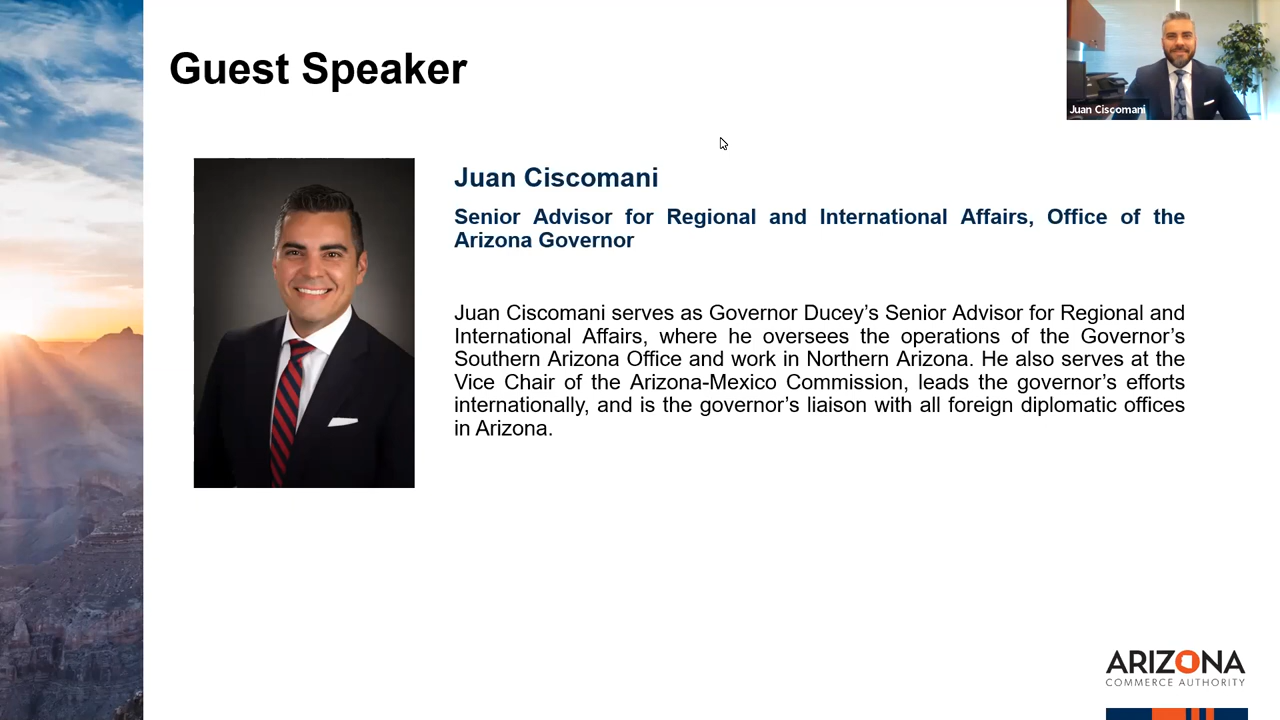 Guest Speaker
Juan Ciscomani
Juan Ciscomani
Senior Advisor for Regional and International Affairs, Office of the
Arizona Governor
Juan Ciscomani serves as Governor Ducey’s Senior Advisor for Regional and
International Affairs, where he oversees the operations of the Governor’s
Southern Arizona Office and work in Northern Arizona. He also serves at the
Vice Chair of the Arizona-Mexico Commission, leads the governor’s efforts
internationally, and is the governor’s liaison with all foreign diplomatic offices
in Arizona.
ARIZONA
COMMERCE AUTHORITY